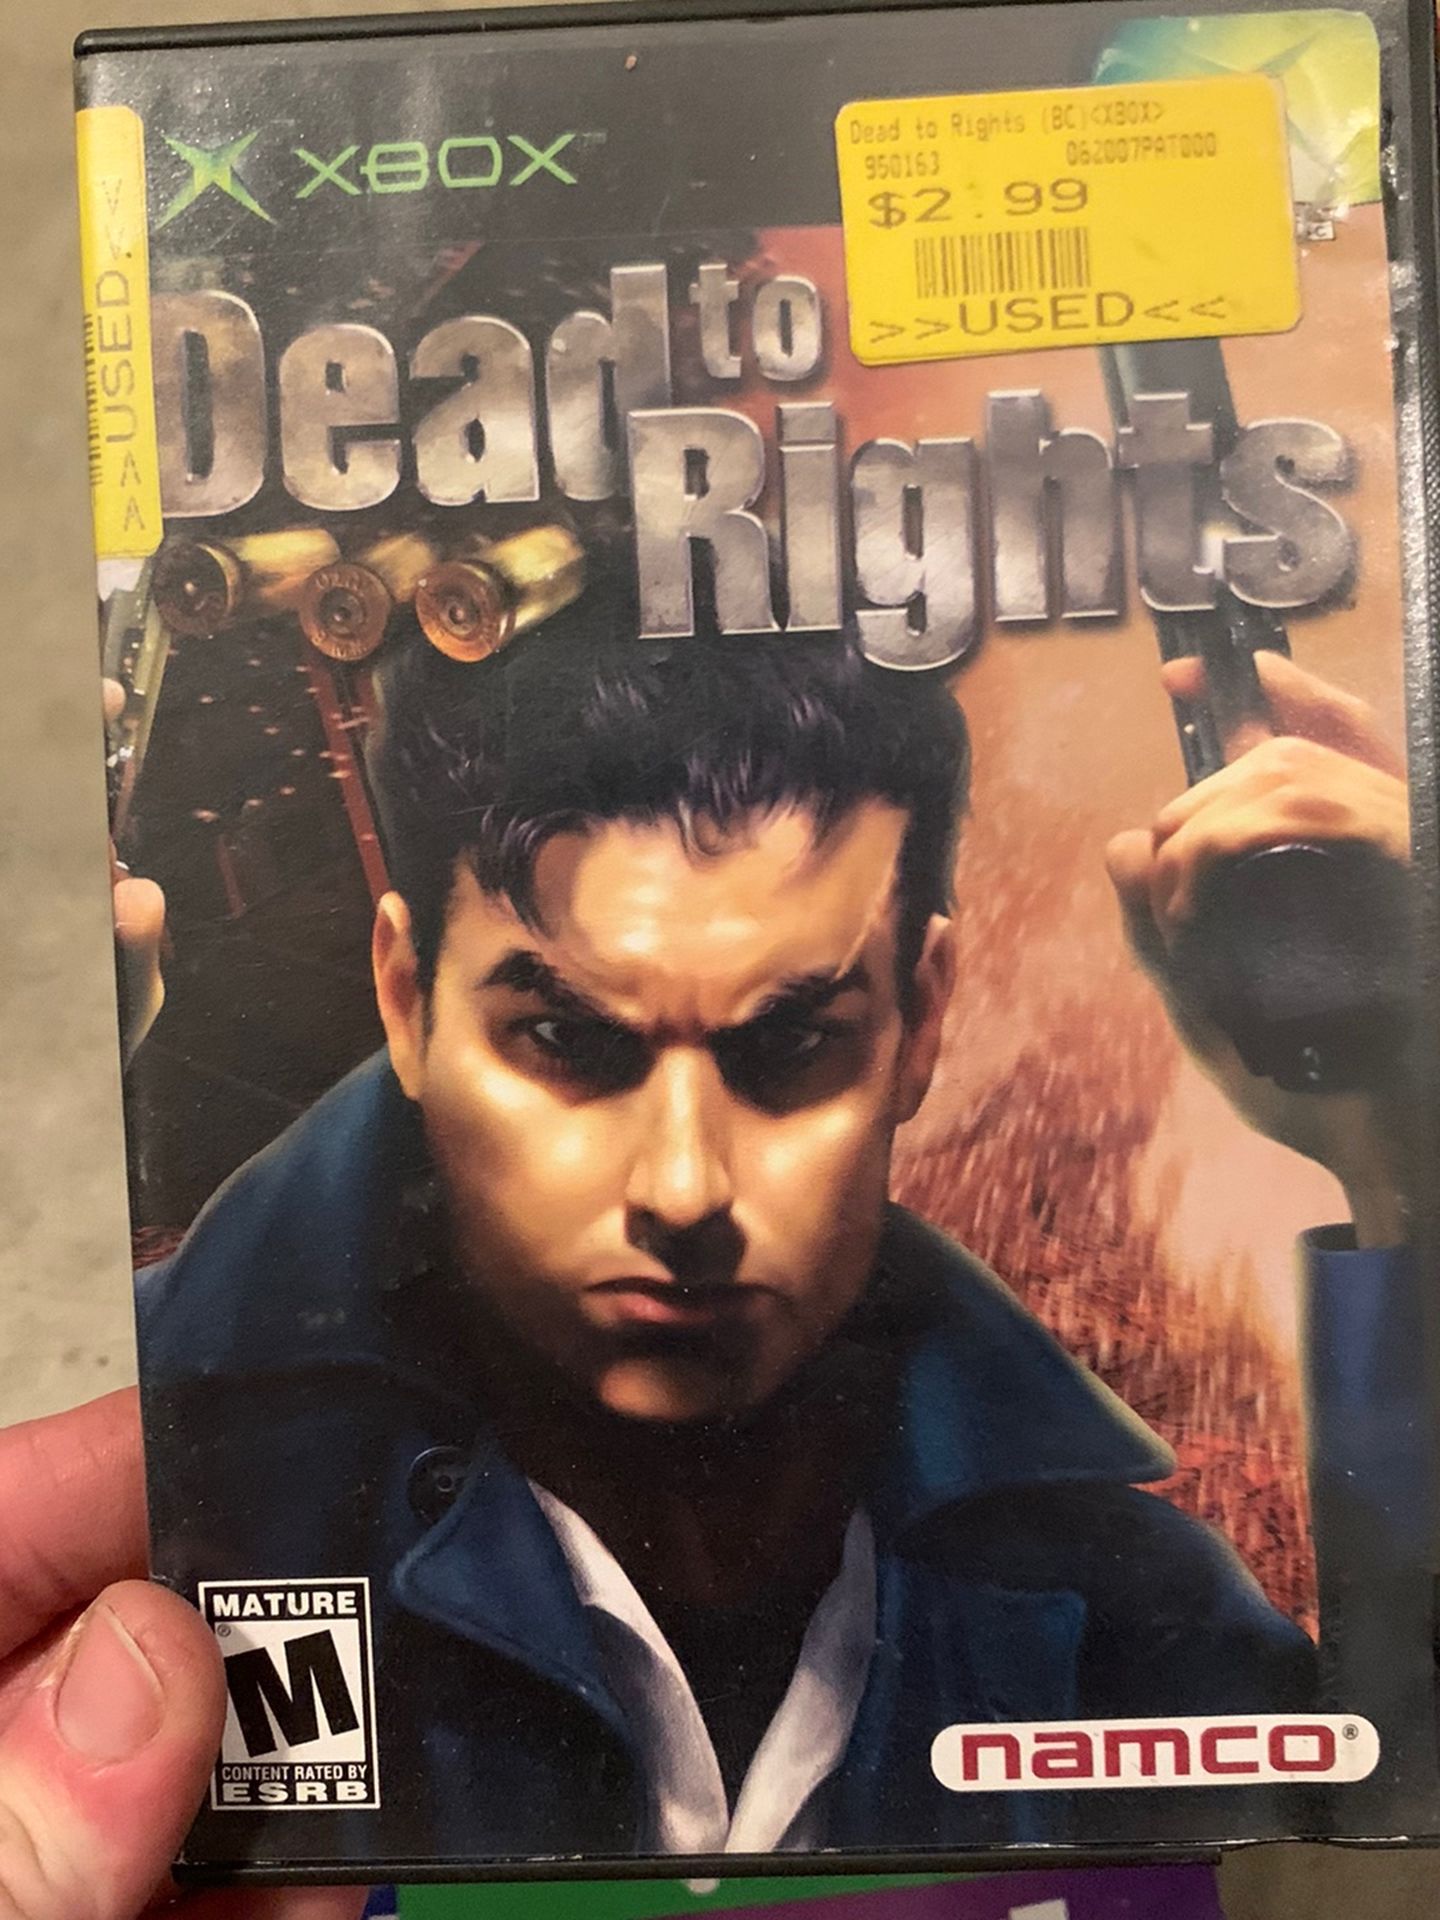 XBOX
Dead to Rights (BC)<XBOX>
950163 062007PAT000
$2.99
>>USED<<
>>USED<<
Dead to
Rights
MATURE
M
CONTENT RATED BY
ESRB
namco®